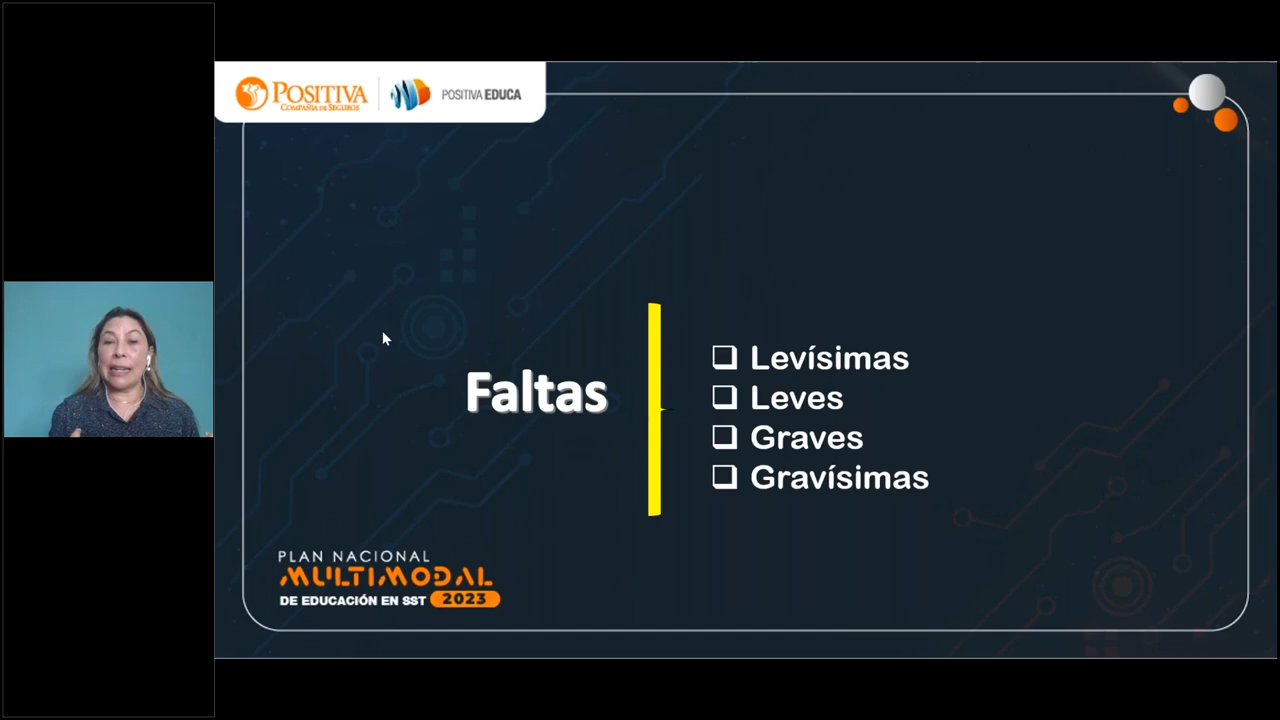 POSITIVA
COMPAÑÍA DE SEGUROS
POSITIVA EDUCA
Faltas
Levísimas
Leves
Graves
Gravísimas
PLAN NACIONAL
MULTIMODAL
DE EDUCACIÓN EN SST 2023